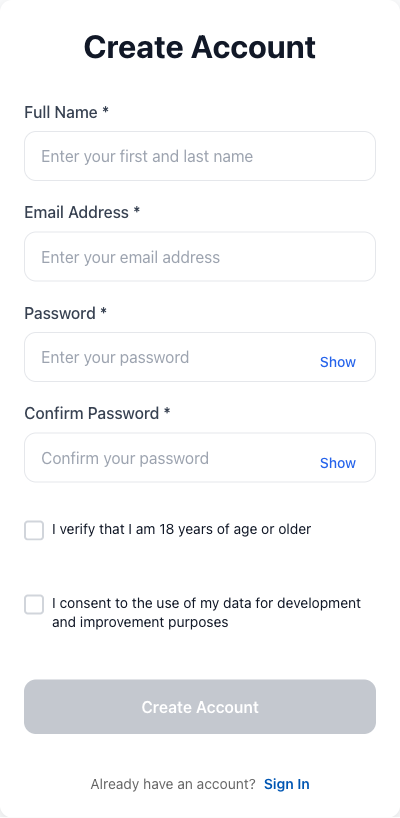 Create Account
Full Name *
Enter your first and last name
Email Address *
Enter your email address
Password *
Enter your password
Show
Confirm Password *
Confirm your password
Show
I verify that I am 18 years of age or older
I consent to the use of my data for development
and improvement purposes
Create Account
Already have an account? Sign In